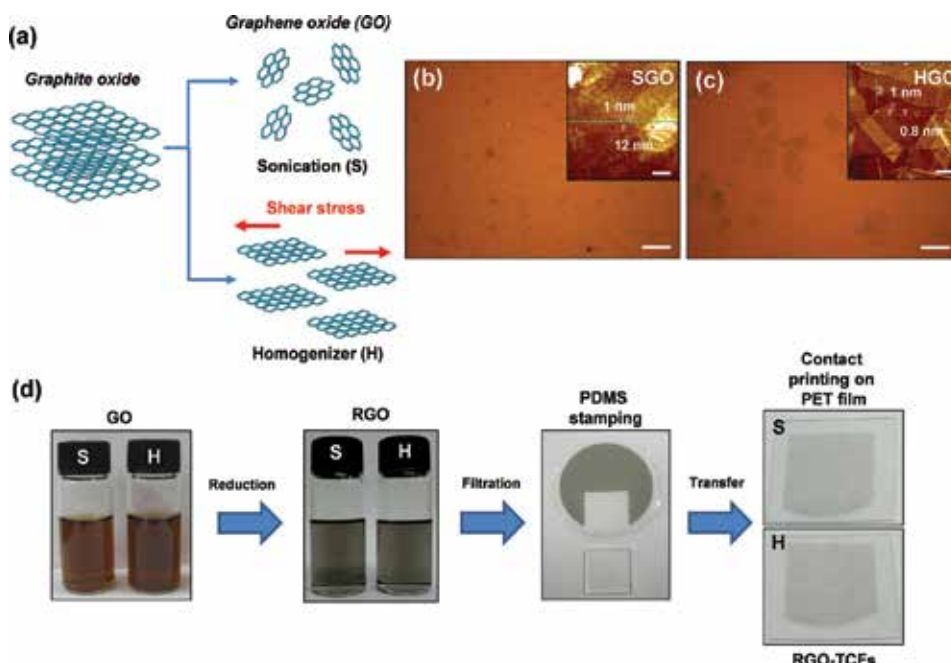 (a)
Graphite oxide
Graphene oxide (GO)
Sonication (S)
Shear stress
Homogenizer (H)
(b)
SGO
1 nm
12 nm
(c)
HGO
1 nm
0.8 nm
(d)
GO
S H
Reduction
RGO
S H
Filtration
PDMS
stamping
Transfer
Contact
printing on
PET film
S
H
RGO-TCFs